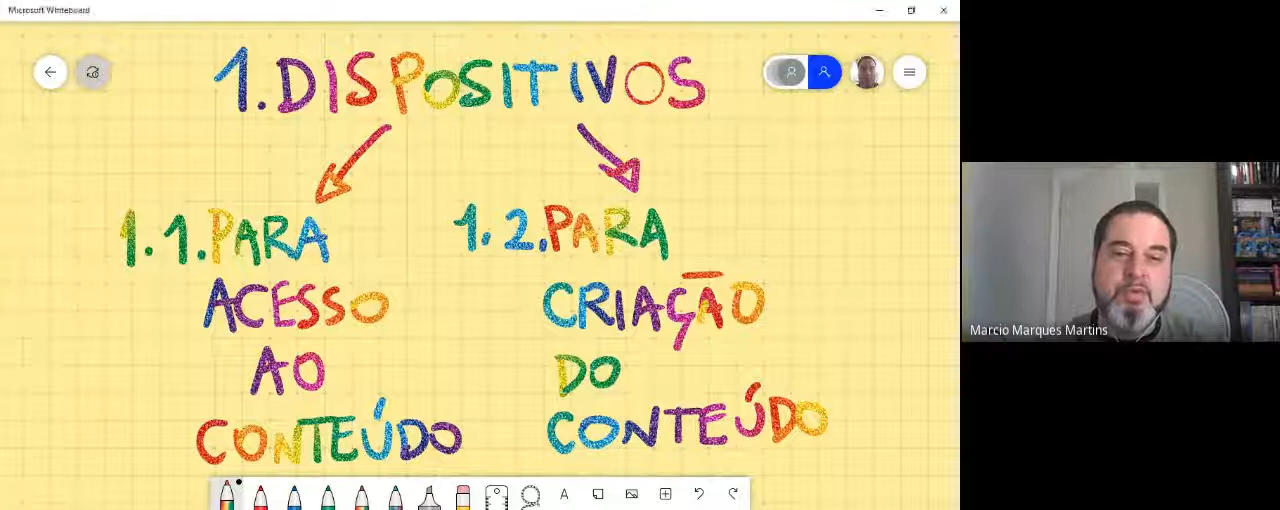 Microsoft Whiteboard
1. DISPOSITIVOS
1.1. PARA
ACESSO
AO
CONTEÚDO
1.2. PARA
CRIAÇÃO
DO
CONTEÚDO
A
Marcio Marques Martins